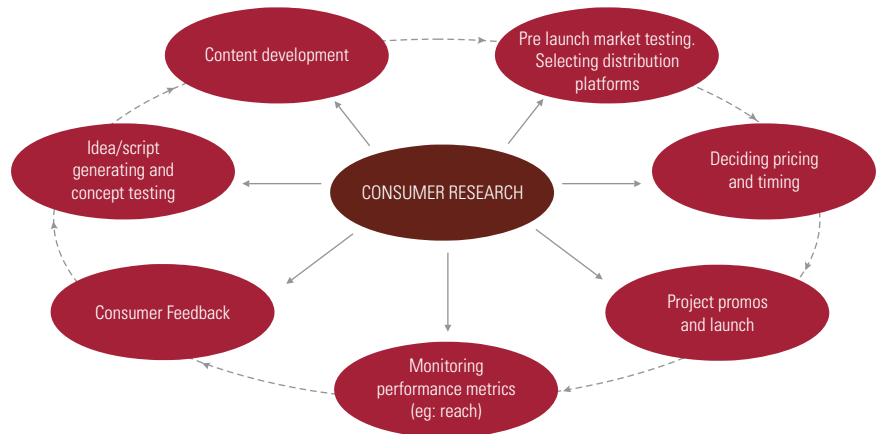 Content development
Pre launch market testing.
Selecting distribution
platforms
Idea/script
generating and
concept testing
CONSUMER RESEARCH
Deciding pricing
and timing
Consumer Feedback
Project promos
and launch
Monitoring
performance metrics
(eg: reach)